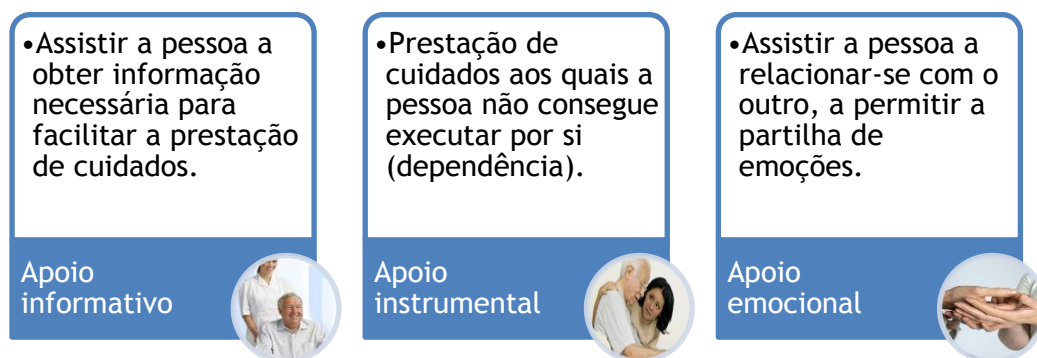 •Assistir a pessoa a
obter informação
necessária para
facilitar a prestação
de cuidados.
Apoio
informativo
•Prestação de
cuidados aos quais a
pessoa não consegue
executar por si
(dependência).
Apoio
instrumental
•Assistir a pessoa a
relacionar-se com o
outro, a permitir a
partilha de
emoções.
Apoio
emocional